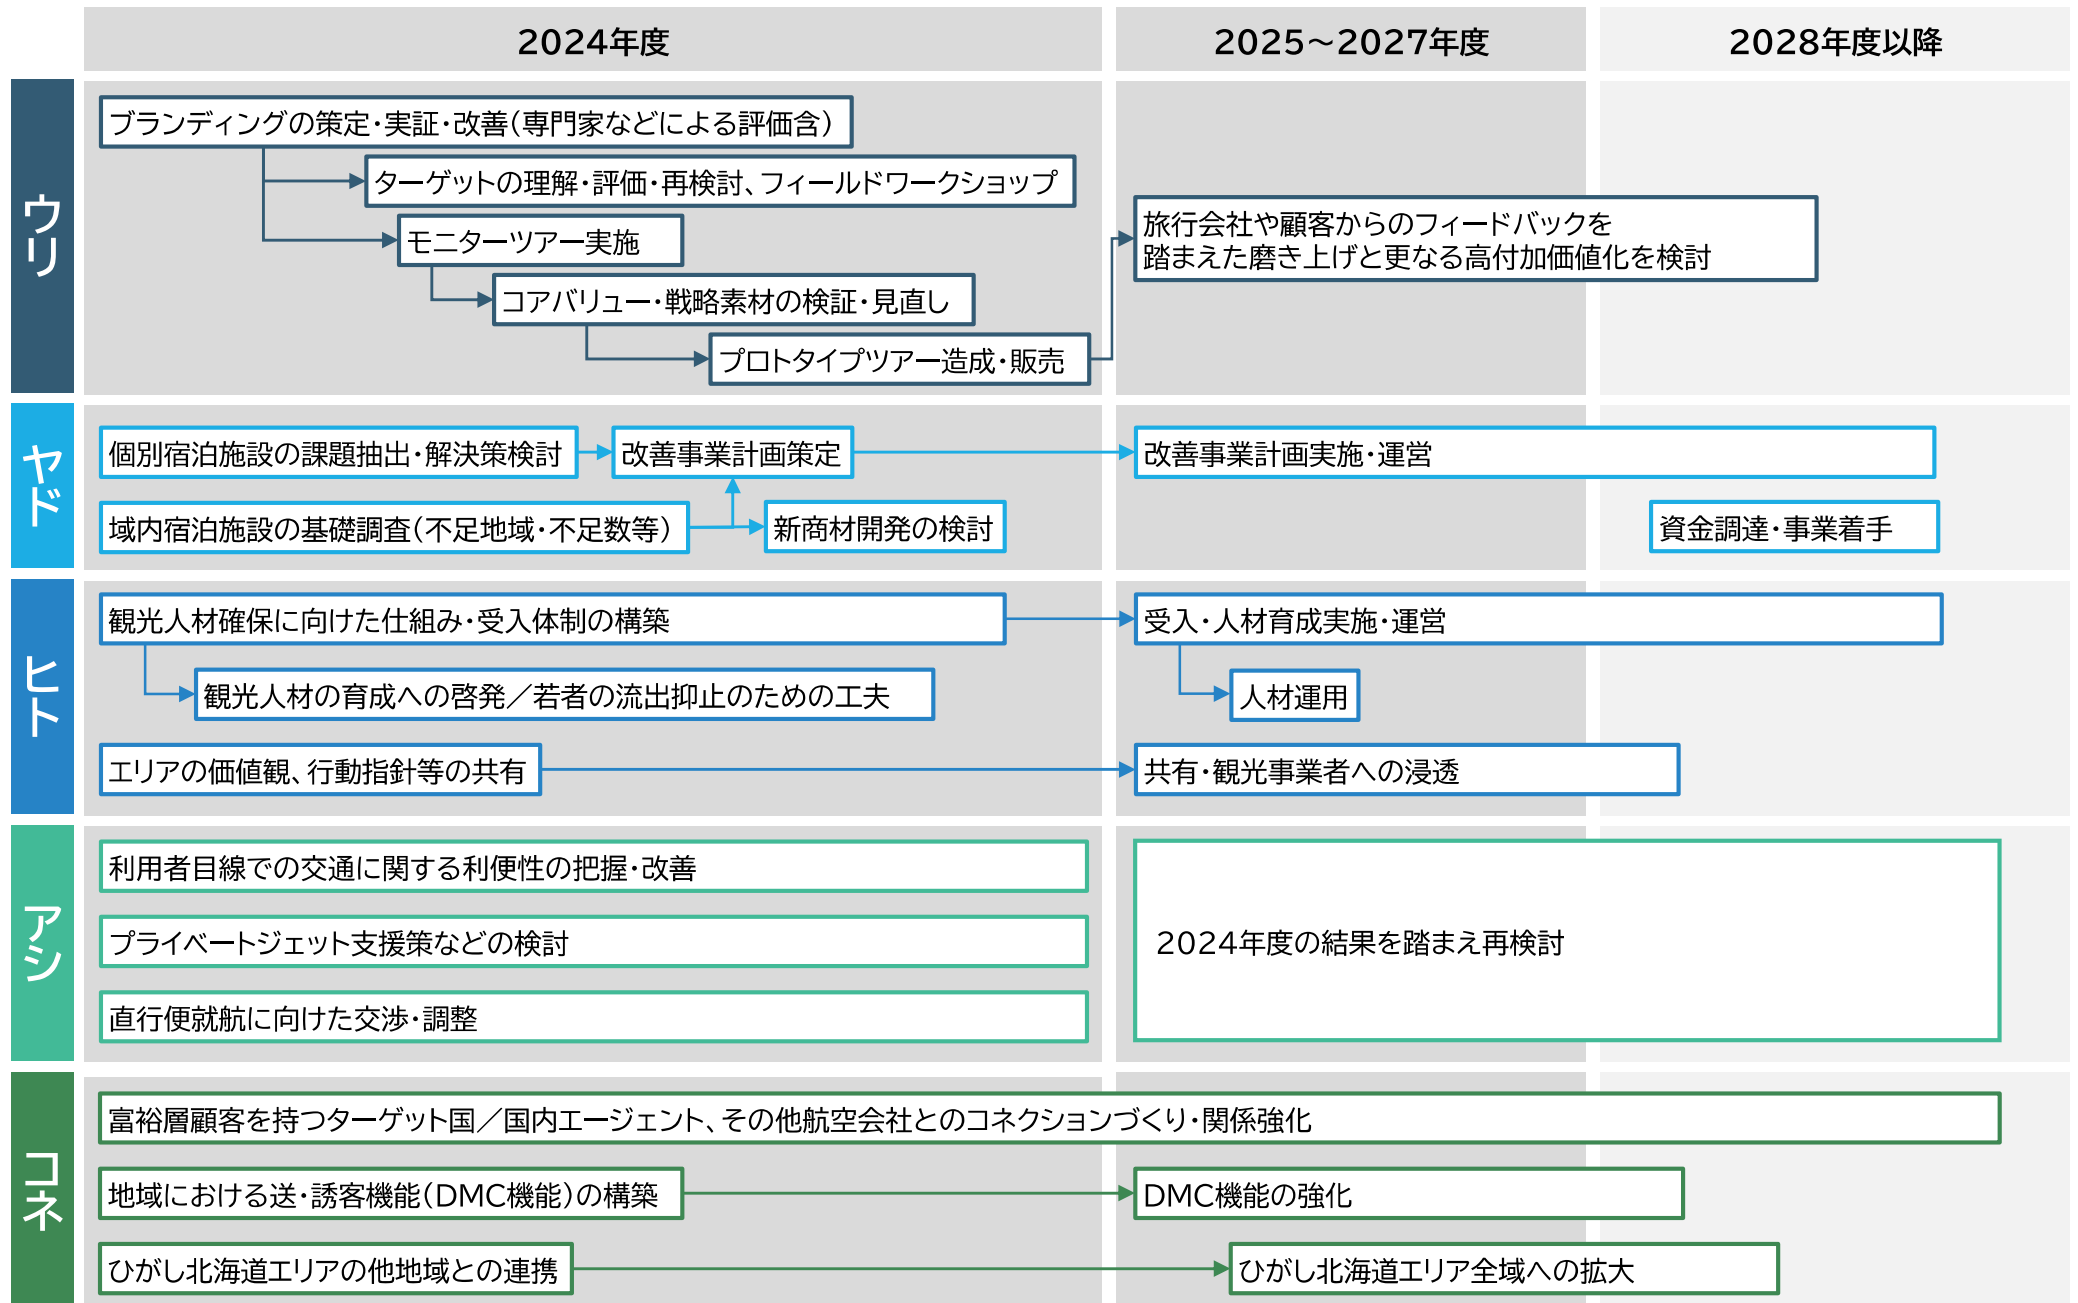 2024年度
2025～2027年度
2028年度以降
ウリ
ブランディングの策定・実証・改善（専門家などによる評価含）
ターゲットの理解・評価・再検討、フィールドワークショップ
モニターツアー実施
コアバリュー・戦略素材の検証・見直し
プロトタイプツアー造成・販売
旅行会社や顧客からのフィードバックを
踏まえた磨き上げと更なる高付加価値化を検討
ヤド
個別宿泊施設の課題抽出・解決策検討
改善事業計画策定
改善事業計画実施・運営
域内宿泊施設の基礎調査（不足地域・不足数等）
新商材開発の検討
資金調達・事業着手
ヒト
観光人材確保に向けた仕組み・受入体制の構築
受入・人材育成実施・運営
観光人材の育成への啓発／若者の流出抑止のための工夫
人材運用
エリアの価値観、行動指針等の共有
共有・観光事業者への浸透
アシ
利用者目線での交通に関する利便性の把握・改善
プライベートジェット支援策などの検討
直行便就航に向けた交渉・調整
2024年度の結果を踏まえ再検討
コネ
富裕層顧客を持つターゲット国／国内エージェント、その他航空会社とのコネクションづくり・関係強化
地域における送・誘客機能（DMC機能）の構築
DMC機能の強化
ひがし北海道エリアの他地域との連携
ひがし北海道エリア全域への拡大